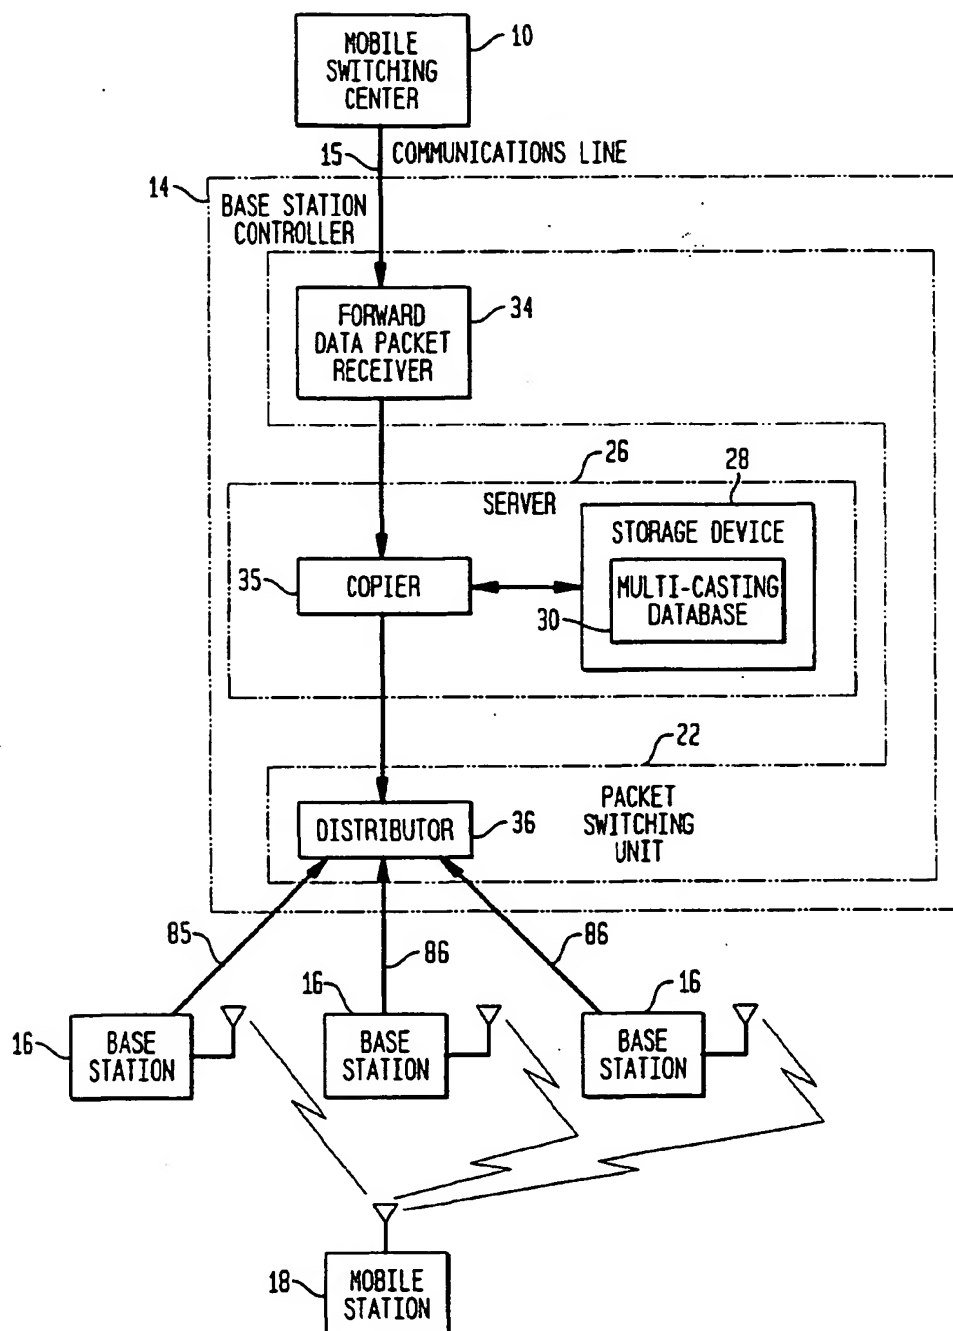 MOBILE
SWITCHING
CENTER
10
15
COMMUNICATIONS LINE
14
BASE STATION
CONTROLLER
FORWARD
DATA PACKET
RECEIVER
34
26
SERVER
28
STORAGE DEVICE
MULTI-CASTING
DATABASE
30
35
COPIER
22
PACKET
SWITCHING
UNIT
DISTRIBUTOR
36
85
86
86
16
BASE
STATION
16
BASE
STATION
16
BASE
STATION
18
MOBILE
STATION